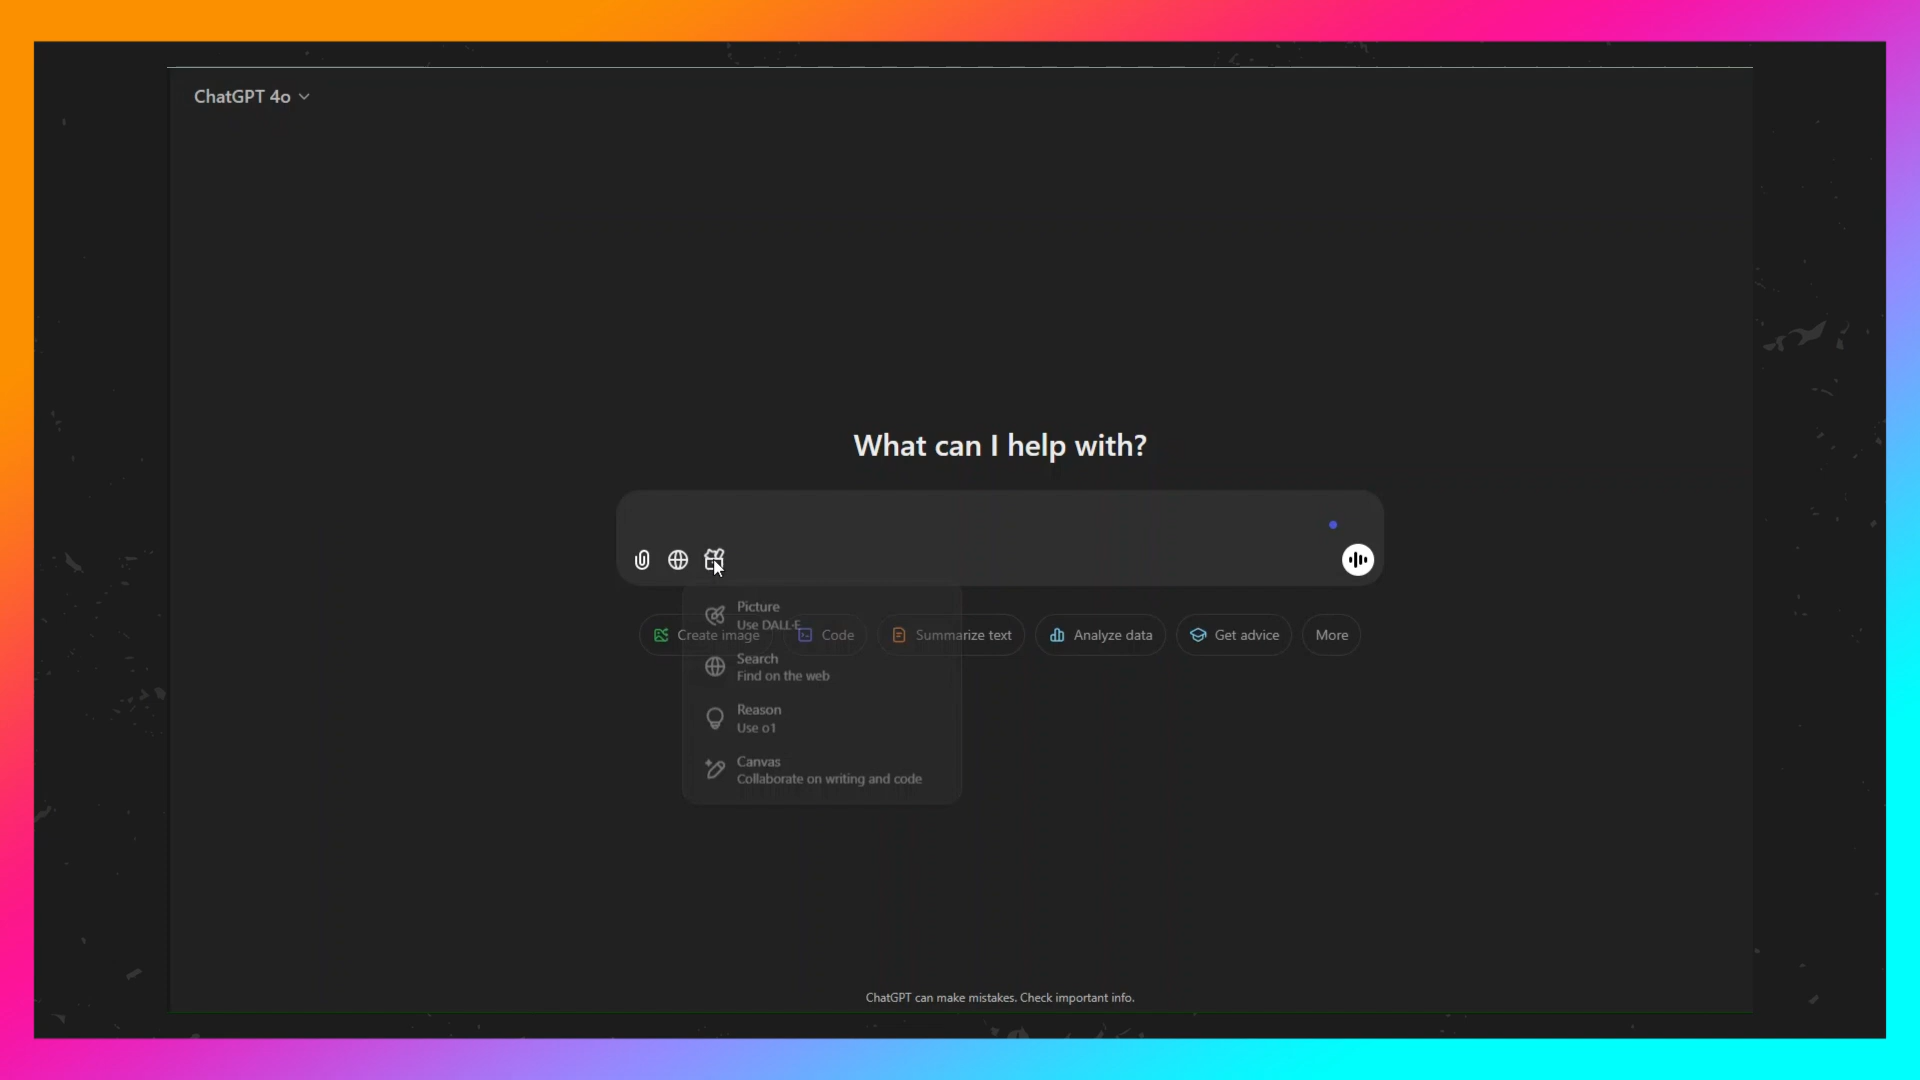 ChatGPT 4o
What can I help with?
Picture
Use DALL·E
Create image
Code
Summarize text
Analyze data
Get advice
More
Search
Find on the web
Reason
Use o1
Canvas
Collaborate on writing and code
ChatGPT can make mistakes. Check important info.